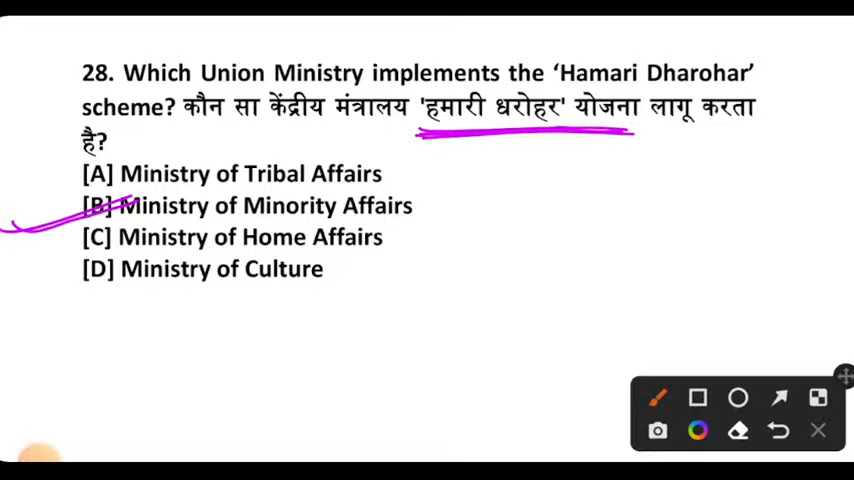 28. Which Union Ministry implements the ‘Hamari Dharohar’
scheme? कौन सा केंद्रीय मंत्रालय 'हमारी धरोहर' योजना लागू करता
है?
[A] Ministry of Tribal Affairs
[B] Ministry of Minority Affairs
[C] Ministry of Home Affairs
[D] Ministry of Culture